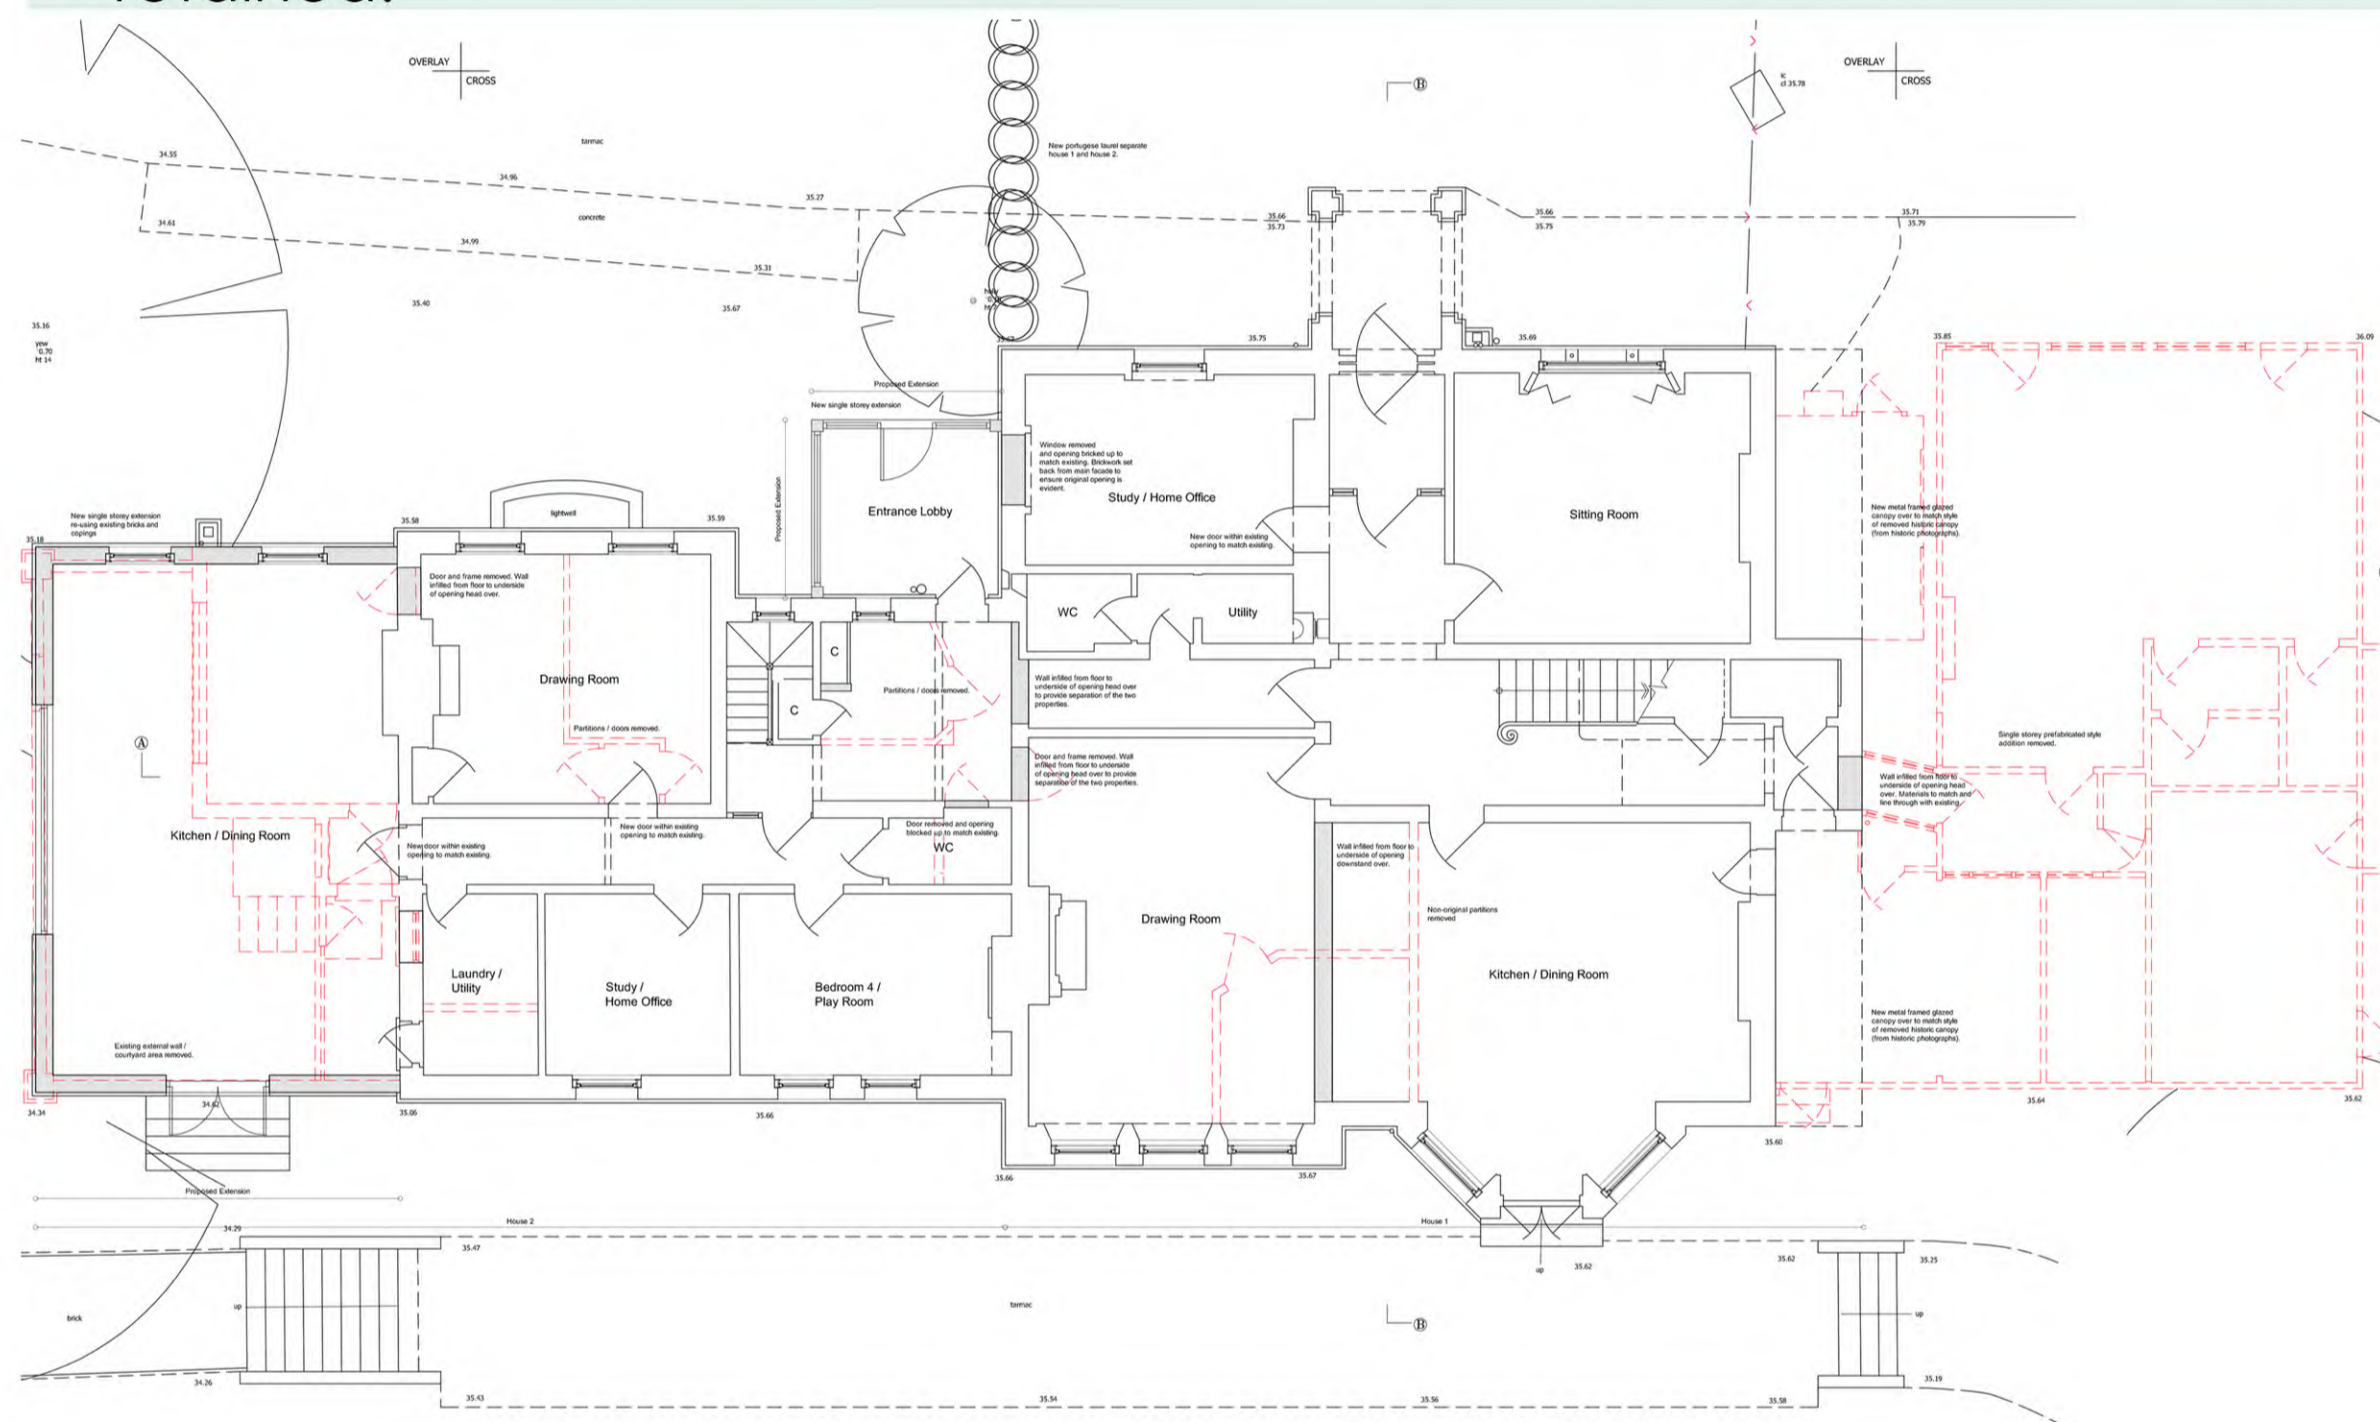 retained.
OVERLAY
CROSS
B
OVERLAY
CROSS
ic
cl 35.78
tarmac
New portugese laurel separate
house 1 and house 2.
34.55
34.96
35.27
concrete
34.61
34.99
35.31
35.66
35.73
35.66
35.75
35.71
35.79
35.40
35.67
35.16
yew
0.70
ht 14
35.75
35.69
35.85
36.09
Proposed Extension
New single storey extension
Proposed Extension
Window removed
and opening bricked up to
match existing. Brickwork set
back from main facade to
ensure original opening is
evident.
Study / Home Office
Entrance Lobby
Sitting Room
New metal framed glazed
canopy over to match style
of removed historic canopy
(from historic photographs).
New door within existing
opening to match existing.
New single storey extension
re-using existing bricks and
copings
35.18
35.58
lightwell
35.59
Door and frame removed. Wall
infilled from floor to underside
of opening head over.
WC
Utility
C
Drawing Room
C
Partitions / doors removed.
Wall infilled from floor to
underside of opening head over
to provide separation of the two
properties.
Partitions / doors removed.
A
Single storey prefabricated style
addition removed.
Door and frame removed. Wall
infilled from floor to underside
of opening head over to provide
separation of the two properties.
Wall infilled from floor to
underside of opening head
over. Materials to match and
line through with existing.
Kitchen / Dining Room
New door within existing
opening to match existing.
New door within existing
opening to match existing.
Door removed and opening
blocked up to match existing.
WC
Wall infilled from floor to
underside of opening
downstand over.
Non-original partitions
removed
Drawing Room
Kitchen / Dining Room
Laundry /
Utility
Study /
Home Office
Bedroom 4 /
Play Room
New metal framed glazed
canopy over to match style
of removed historic canopy
(from historic photographs).
Existing external wall /
courtyard area removed.
34.34
34.62
35.06
35.66
35.64
35.62
35.60
35.66
35.67
Proposed Extension
House 2
House 1
34.29
35.47
up
35.62
35.62
35.25
up
tarmac
up
brick
B
34.26
35.43
35.54
35.56
35.58
35.19